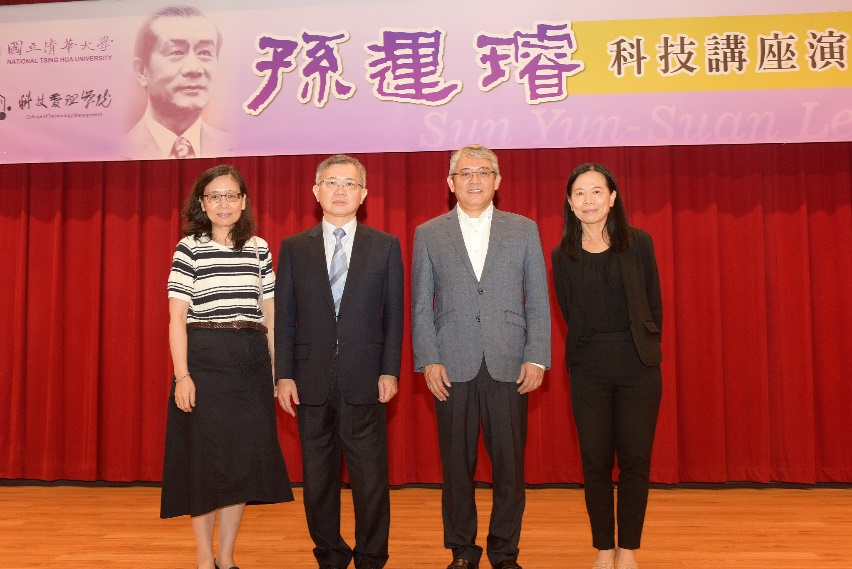 國立清華大學
NATIONAL TSING HUA UNIVERSITY
科技管理學院
College of Technology Management
孫運璿
科技講座演
Sun Yun-Suan Le